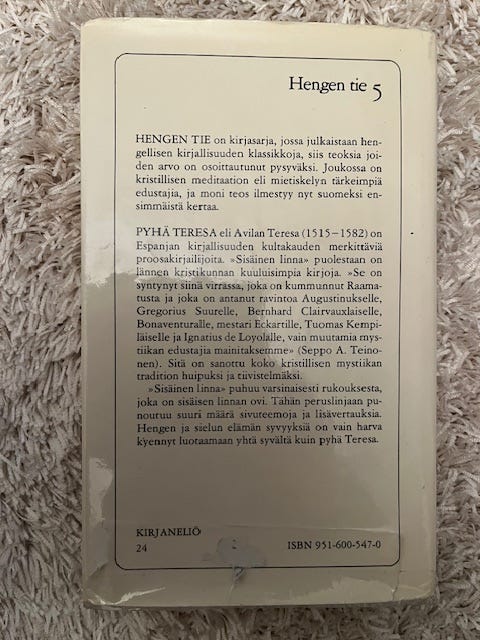 Hengen tie 5
HENGEN TIE on kirjasarja, jossa julkaistaan hen-
gellisen kirjallisuuden klassikkoja, siis teoksia joi-
den arvo on osoittautunut pysyväksi. Joukossa on
kristillisen meditaation eli mietiskelyn tärkeimpiä
edustajia, ja moni teos ilmestyy nyt suomeksi en-
simmäistä kertaa.
PYHÄ TERESA eli Avilan Teresa (1515–1582) on
Espanjan kirjallisuuden kultakauden merkittäviä
proosakirjailijoita. »Sisäinen linna» puolestaan on
lännen kristikunnan kuuluisimpia kirjoja. »Se on
syntynyt siinä virrassa, joka on kummunnut Raama-
tusta ja joka on antanut ravintoa Augustinukselle,
Gregorius Suurelle, Bernhard Clairvauxlaiselle,
Bonaventuralle, mestari Eckartille, Tuomas Kempi-
läiselle ja Ignatius de Loyolalle, vain muutamia mys-
tiikan edustajia mainitaksemme» (Seppo A. Teino-
nen). Sitä on sanottu koko kristillisen mystiikan
tradition huipuksi ja tiivistelmäksi.
»Sisäinen linna» puhuu varsinaisesti rukouksesta,
joka on sisäisen linnan ovi. Tähän peruslinjaan pu-
noutuu suuri määrä sivuteemoja ja lisävertauksia.
Hengen ja sielun elämän syvyyksiä on vain harva
kyennyt luotaamaan yhtä syvältä kuin pyhä Teresa.
KIRJANELIÖ
24 ISBN 951-600-547-0